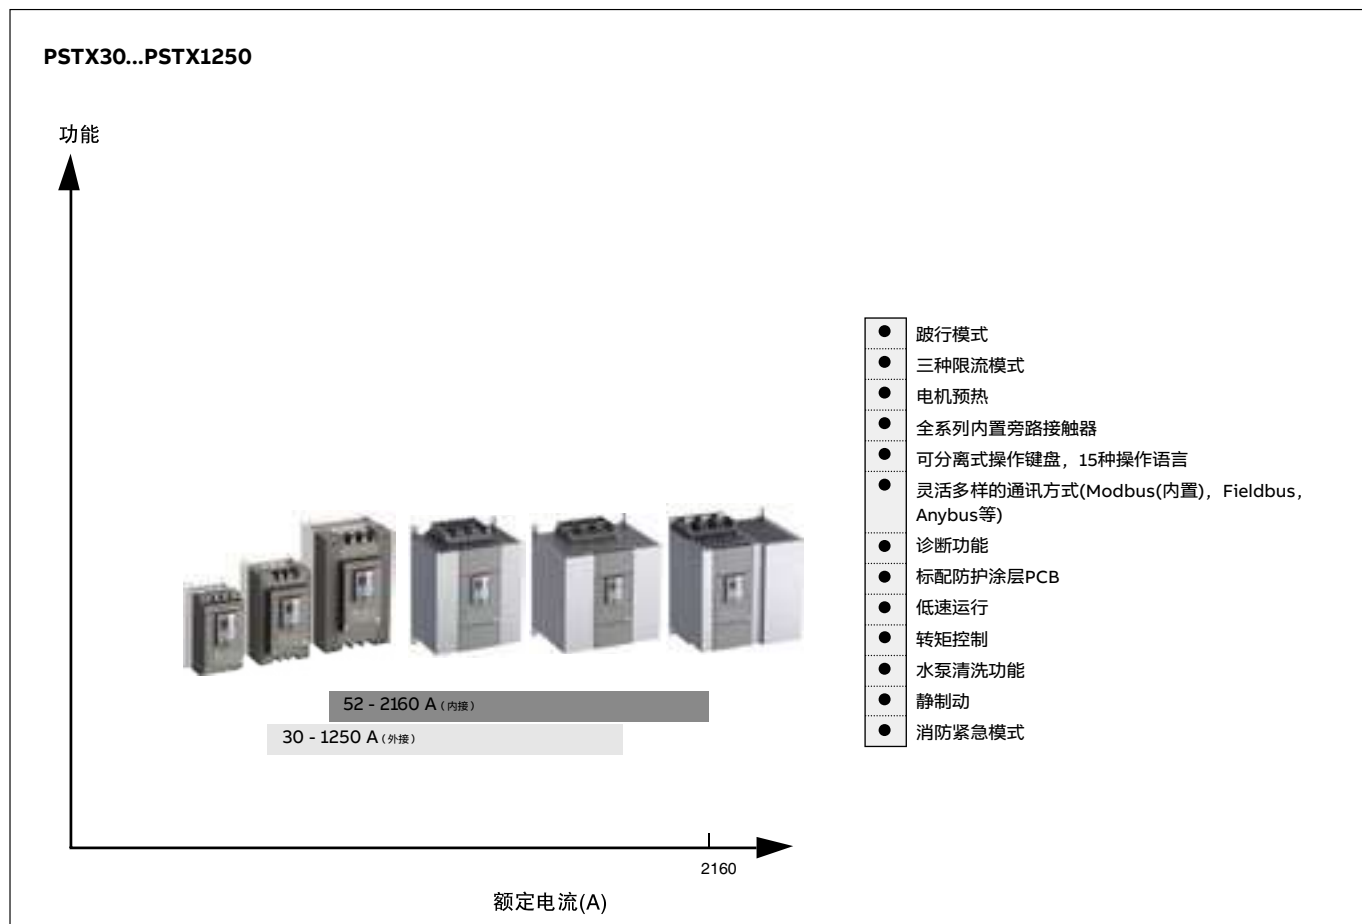 PSTX30...PSTX1250
功能
跛行模式
三种限流模式
电机预热
全系列内置旁路接触器
可分离式操作键盘，15种操作语言
灵活多样的通讯方式(Modbus(内置)，Fieldbus，
Anybus等)
诊断功能
标配防护涂层PCB
低速运行
转矩控制
水泵清洗功能
静制动
消防紧急模式
52 - 2160 A（内接）
30 - 1250 A（外接）
2160
额定电流(A)